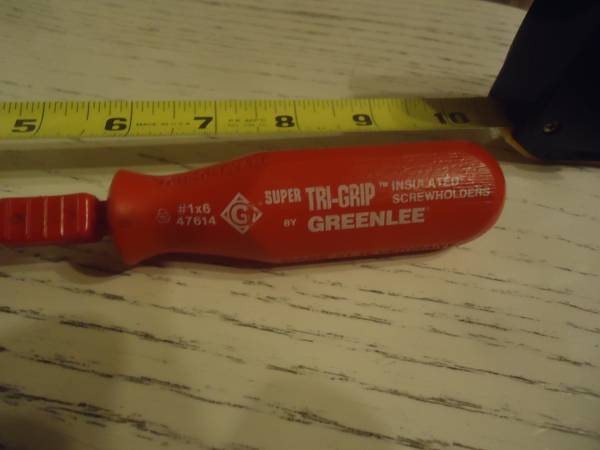 5 6 7 8 9 10
SUPER TRI-GRIP™ INSULATED
SCREWHOLDERS
BY GREENLEE
#1x6
47614
G